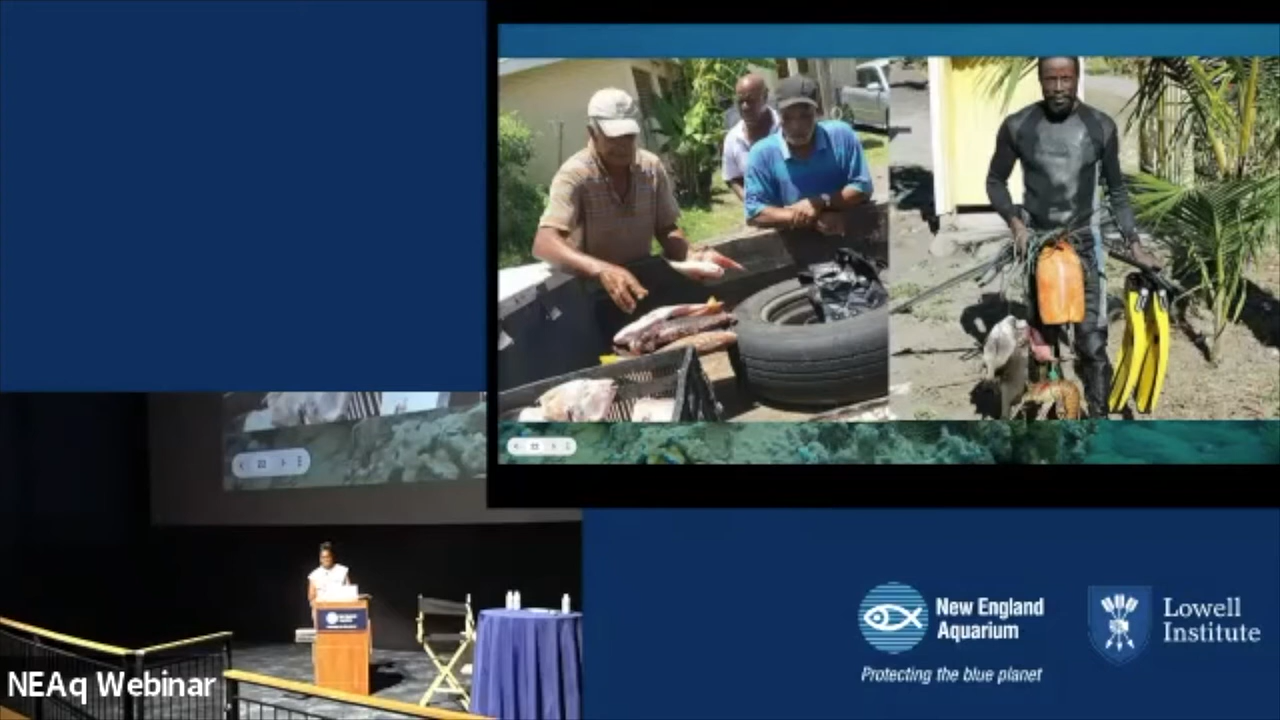 NEAq Webinar
New England
Aquarium
Protecting the blue planet
Lowell
Institute